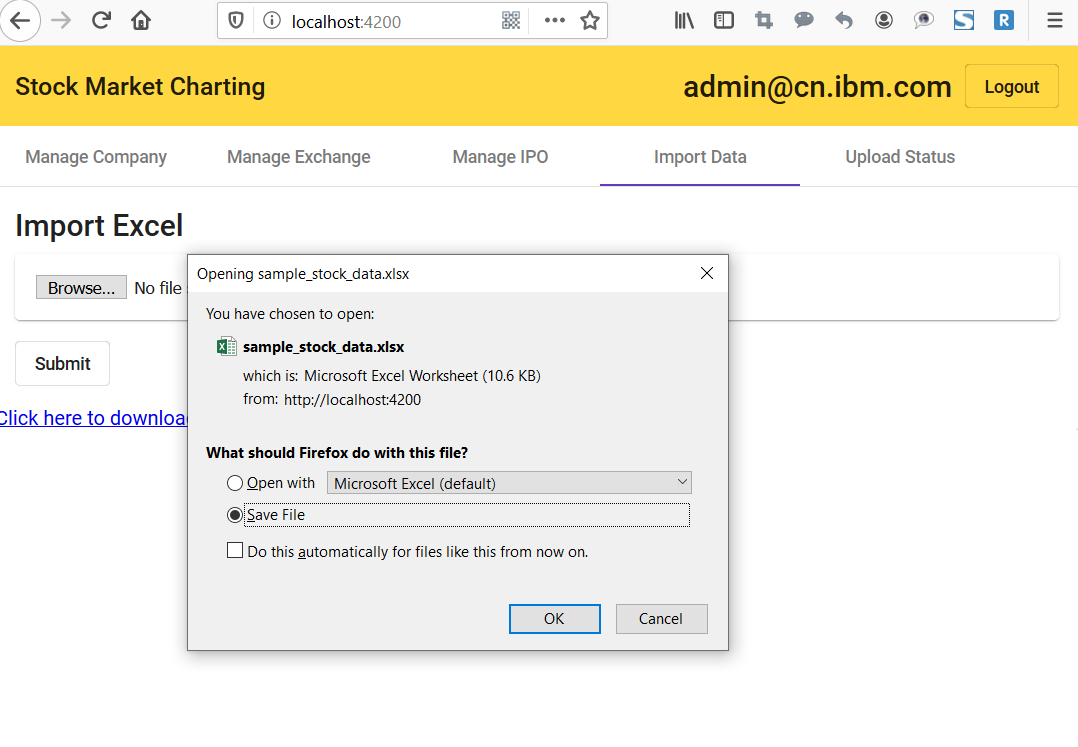 localhost:4200
Stock Market Charting
admin@cn.ibm.com
Logout
Manage Company
Manage Exchange
Manage IPO
Import Data
Upload Status
Import Excel
Browse... No file
Submit
Click here to downloa
Opening sample_stock_data.xlsx
You have chosen to open:
sample_stock_data.xlsx
which is: Microsoft Excel Worksheet (10.6 KB)
from: http://localhost:4200
What should Firefox do with this file?
Open with Microsoft Excel (default)
Save File
Do this automatically for files like this from now on.
OK
Cancel